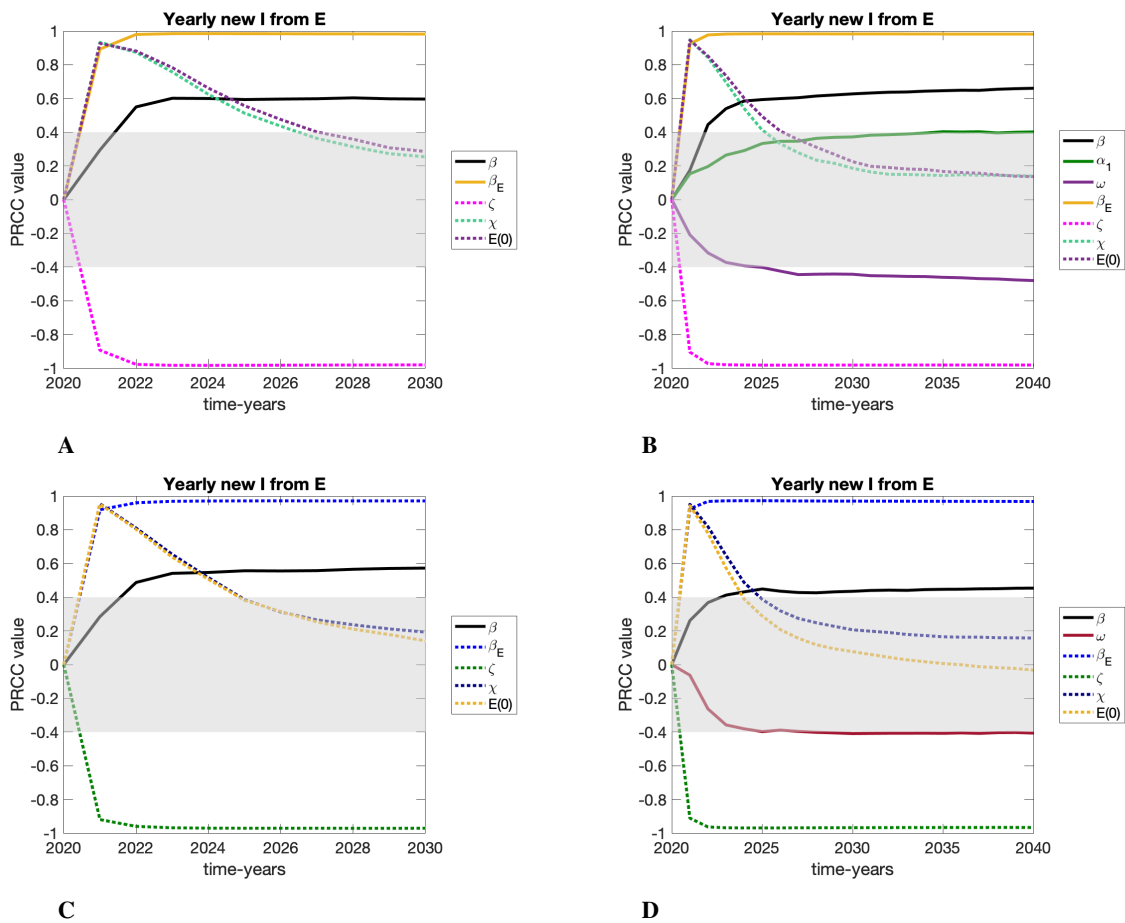 Yearly new I from E
PRCC value
1
0.8
0.6
0.4
0.2
0
-0.2
-0.4
-0.6
-0.8
-1
2020 2022 2024 2026 2028 2030
time-years
β
β_E
ζ
χ
E(0)
A
Yearly new I from E
PRCC value
1
0.8
0.6
0.4
0.2
0
-0.2
-0.4
-0.6
-0.8
-1
2020 2025 2030 2035 2040
time-years
β
α_1
ω
β_E
ζ
χ
E(0)
B
Yearly new I from E
PRCC value
1
0.8
0.6
0.4
0.2
0
-0.2
-0.4
-0.6
-0.8
-1
2020 2022 2024 2026 2028 2030
time-years
β
β_E
ζ
χ
E(0)
C
Yearly new I from E
PRCC value
1
0.8
0.6
0.4
0.2
0
-0.2
-0.4
-0.6
-0.8
-1
2020 2025 2030 2035 2040
time-years
β
ω
β_E
ζ
χ
E(0)
D